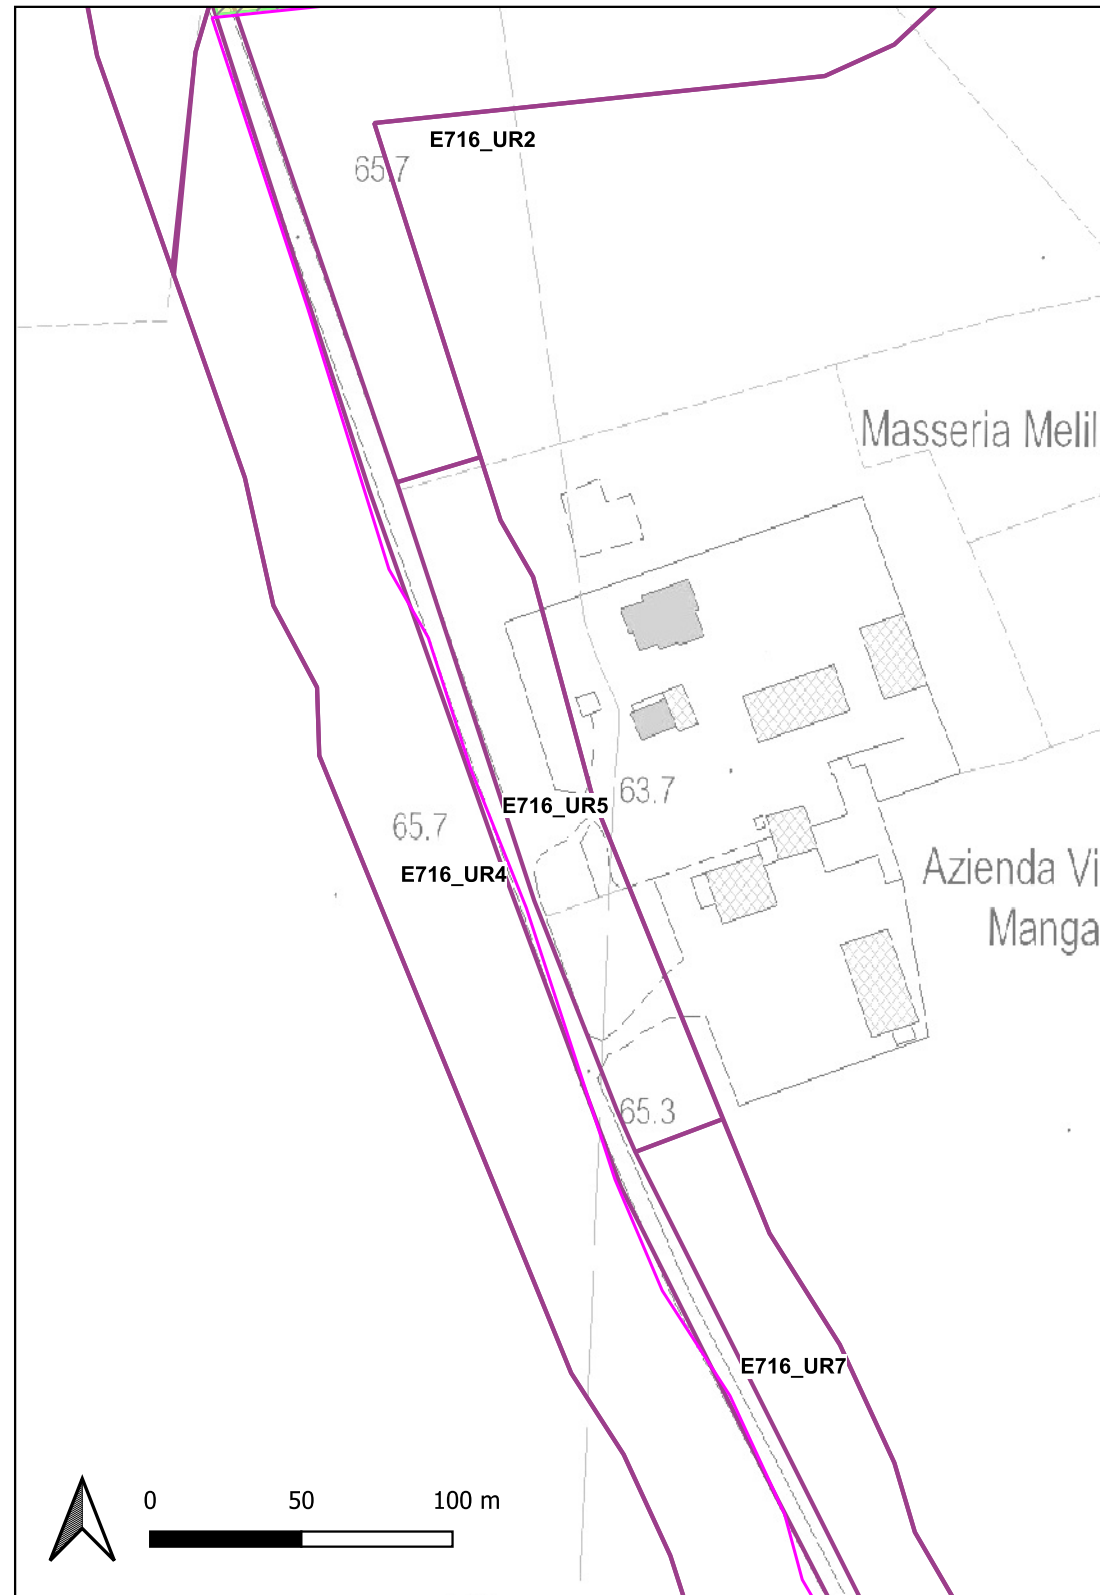 E716_UR2
65.7
Masseria Melil
63.7
E716_UR5
65.7
Azienda Vi
E716_UR4
Manga
65.3
E716_UR7
0 50 100 m